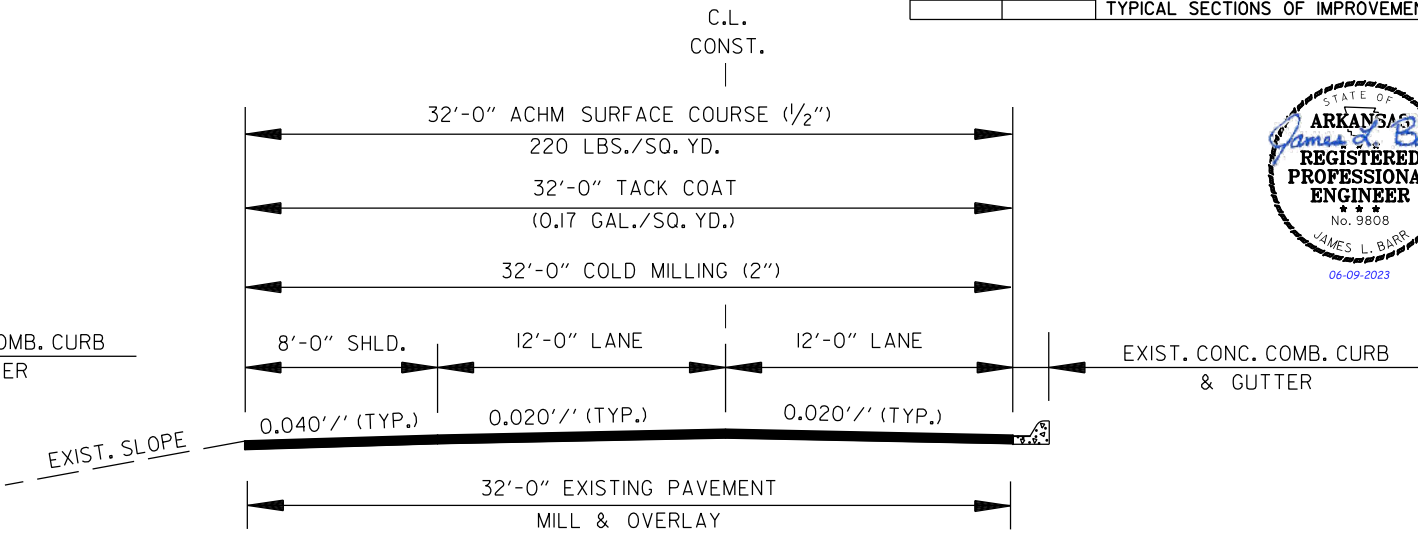 TYPICAL SECTIONS OF IMPROVEMEN
C.L.
CONST.
32'-0" ACHM SURFACE COURSE (1/2")
220 LBS./SQ. YD.
32'-0" TACK COAT
(0.17 GAL./SQ. YD.)
32'-0" COLD MILLING (2")
STATE OF
ARKANSAS
James L. B
REGISTERED
PROFESSIONA
ENGINEER
★ ★ ★
No. 9808
JAMES L. BARR
06-09-2023
OMB. CURB
ER
8'-0" SHLD.
12'-0" LANE
12'-0" LANE
EXIST. CONC. COMB. CURB
& GUTTER
0.040'/' (TYP.)
0.020'/' (TYP.)
0.020'/' (TYP.)
EXIST. SLOPE
32'-0" EXISTING PAVEMENT
MILL & OVERLAY